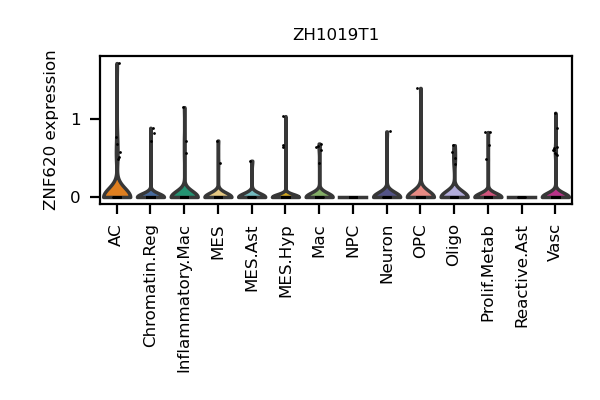 ZH1019T1
ZNF620 expression
1
0
AC
Chromatin.Reg
Inflammatory.Mac
MES
MES.Ast
MES.Hyp
Mac
NPC
Neuron
OPC
Oligo
Prolif.Metab
Reactive.Ast
Vasc